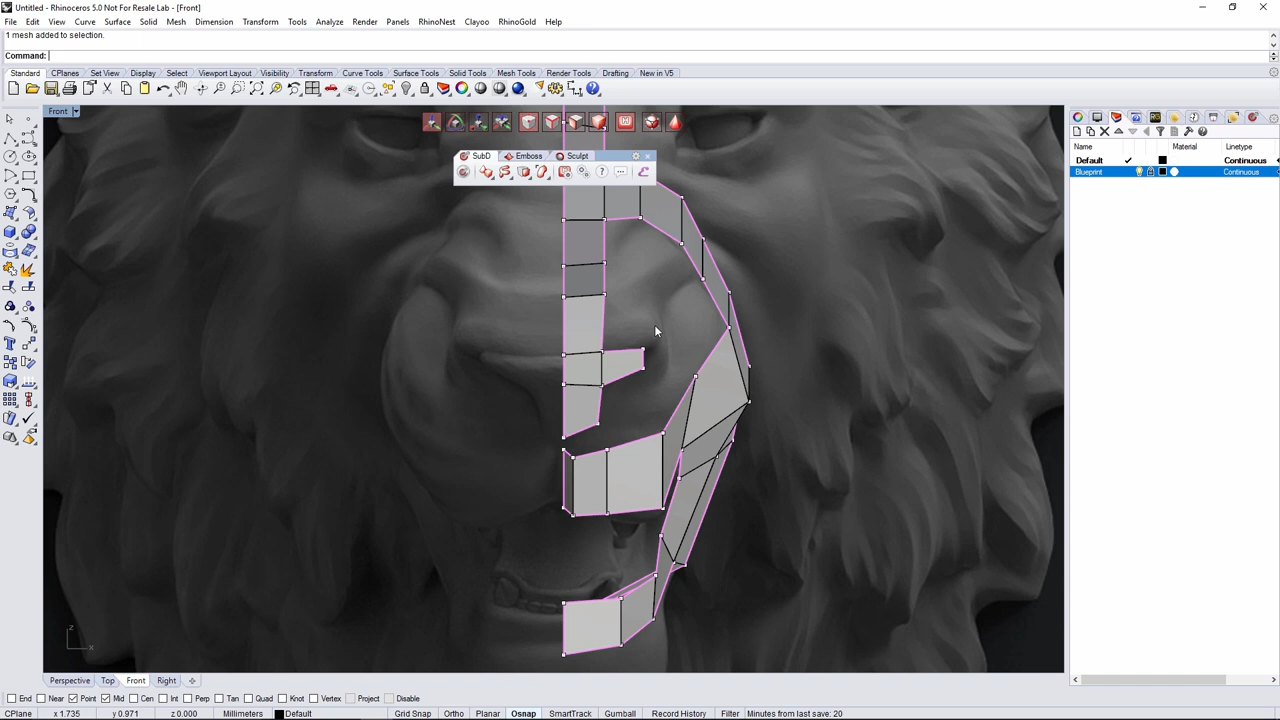 Untitled - Rhinoceros 5.0 Not For Resale Lab - [Front]
File Edit View Curve Surface Solid Mesh Dimension Transform Tools Analyze Render Panels RhinoNest Clayoo RhinoGold Help
1 mesh added to selection.
Command:
Standard CPlanes Set View Display Select Viewport Layout Visibility Transform Curve Tools Surface Tools Solid Tools Mesh Tools Render Tools Drafting New in V5
Front
Name Material Linetype
SubD Emboss Sculpt
Default Continuous
Blueprint Continuous
z
x
Perspective Top Front Right
End Near Point Mid Cen Int Perp Tan Quad Knot Vertex Project Disable
CPlane x 1.735 y 0.971 z 0.000 Millimeters Default Grid Snap Ortho Planar Osnap SmartTrack Gumball Record History Filter Minutes from last save: 20